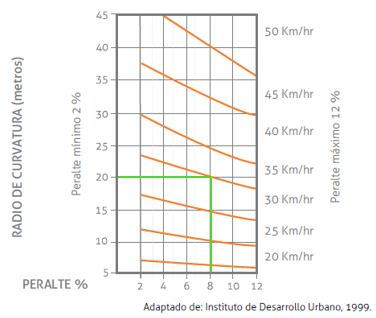 RADIO DE CURVATURA (metros)
Peralte mínimo 2 %
45
40
35
30
25
20
15
10
5
50 Km/hr
45 Km/hr
40 Km/hr
35 Km/hr
30 Km/hr
25 Km/hr
20 Km/hr
Peralte máximo 12 %
PERALTE %
2 4 6 8 10 12
Adaptado de: Instituto de Desarrollo Urbano, 1999.